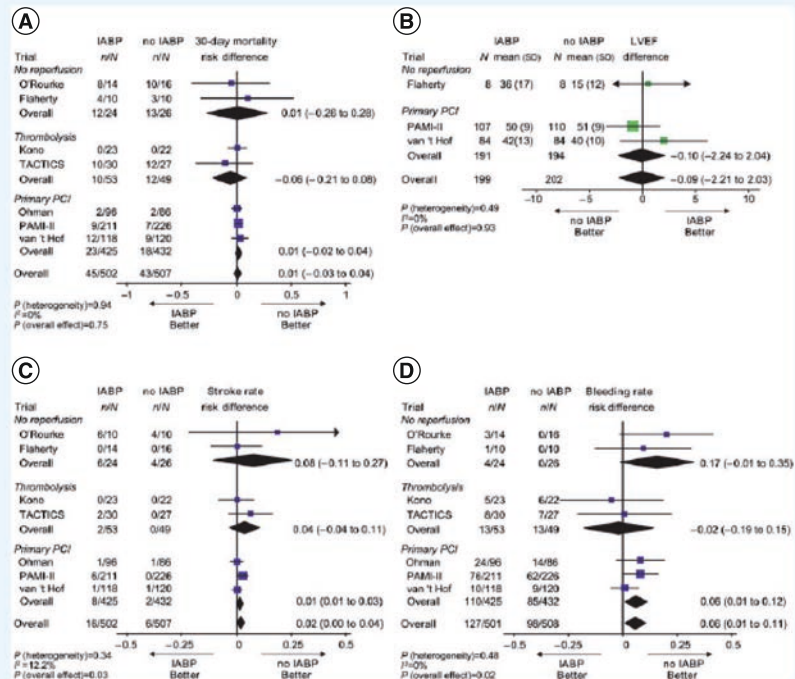 A
IABP no IABP 30-day mortality
Trial n/N n/N risk difference
No reperfusion
O'Rourke 8/14 10/16
Flaherty 4/10 3/10
Overall 12/24 13/26 0.01 (−0.26 to 0.28)
Thrombolysis
Kono 0/23 0/22
TACTICS 10/30 12/27
Overall 10/53 12/49 −0.06 (−0.21 to 0.08)
Primary PCI
Ohman 2/96 2/86
PAMI-II 9/211 7/226
van 't Hof 12/118 9/120
Overall 23/425 18/432 0.01 (−0.02 to 0.04)
Overall 45/502 43/507 0.01 (−0.03 to 0.04)
−1 −0.5 0 0.5 1
P (heterogeneity)=0.94
I²=0%
P (overall effect)=0.75
IABP Better
no IABP Better
B
IABP no IABP LVEF
Trial N mean (SD) N mean (SD) difference
No reperfusion
Flaherty 8 36 (17) 8 15 (12)
Primary PCI
PAMI-II 107 50 (9) 110 51 (9)
van 't Hof 84 42(13) 84 40 (10)
Overall 191 194 −0.10 (−2.24 to 2.04)
Overall 199 202 −0.09 (−2.21 to 2.03)
−10 −5 0 5 10
P (heterogeneity)=0.49
I²=0%
P (overall effect)=0.93
no IABP Better
IABP Better
C
IABP no IABP Stroke rate
Trial n/N n/N risk difference
No reperfusion
O'Rourke 6/10 4/10
Flaherty 0/14 0/16
Overall 6/24 4/26 0.08 (−0.11 to 0.27)
Thrombolysis
Kono 0/23 0/22
TACTICS 2/30 0/27
Overall 2/53 0/49 0.04 (−0.04 to 0.11)
Primary PCI
Ohman 1/96 1/86
PAMI-II 6/211 0/226
van 't Hof 1/118 1/120
Overall 8/425 2/432 0.01 (0.01 to 0.03)
Overall 16/502 6/507 0.02 (0.00 to 0.04)
−0.5 −0.25 0 0.25 0.5
P (heterogeneity)=0.34
I²=12.2%
P (overall effect)=0.03
IABP Better
no IABP Better
D
IABP no IABP Bleeding rate
Trial n/N n/N risk difference
No reperfusion
O'Rourke 3/14 0/16
Flaherty 1/10 0/10
Overall 4/24 0/26 0.17 (−0.01 to 0.35)
Thrombolysis
Kono 5/23 6/22
TACTICS 8/30 7/27
Overall 13/53 13/49 −0.02 (−0.19 to 0.15)
Primary PCI
Ohman 24/96 14/86
PAMI-II 76/211 62/226
van 't Hof 10/118 9/120
Overall 110/425 85/432 0.06 (0.01 to 0.12)
Overall 127/501 98/508 0.06 (0.01 to 0.11)
−0.5 −0.25 0 0.25 0.5
P (heterogeneity)=0.48
I²=0%
P (overall effect)=0.02
IABP Better
no IABP Better